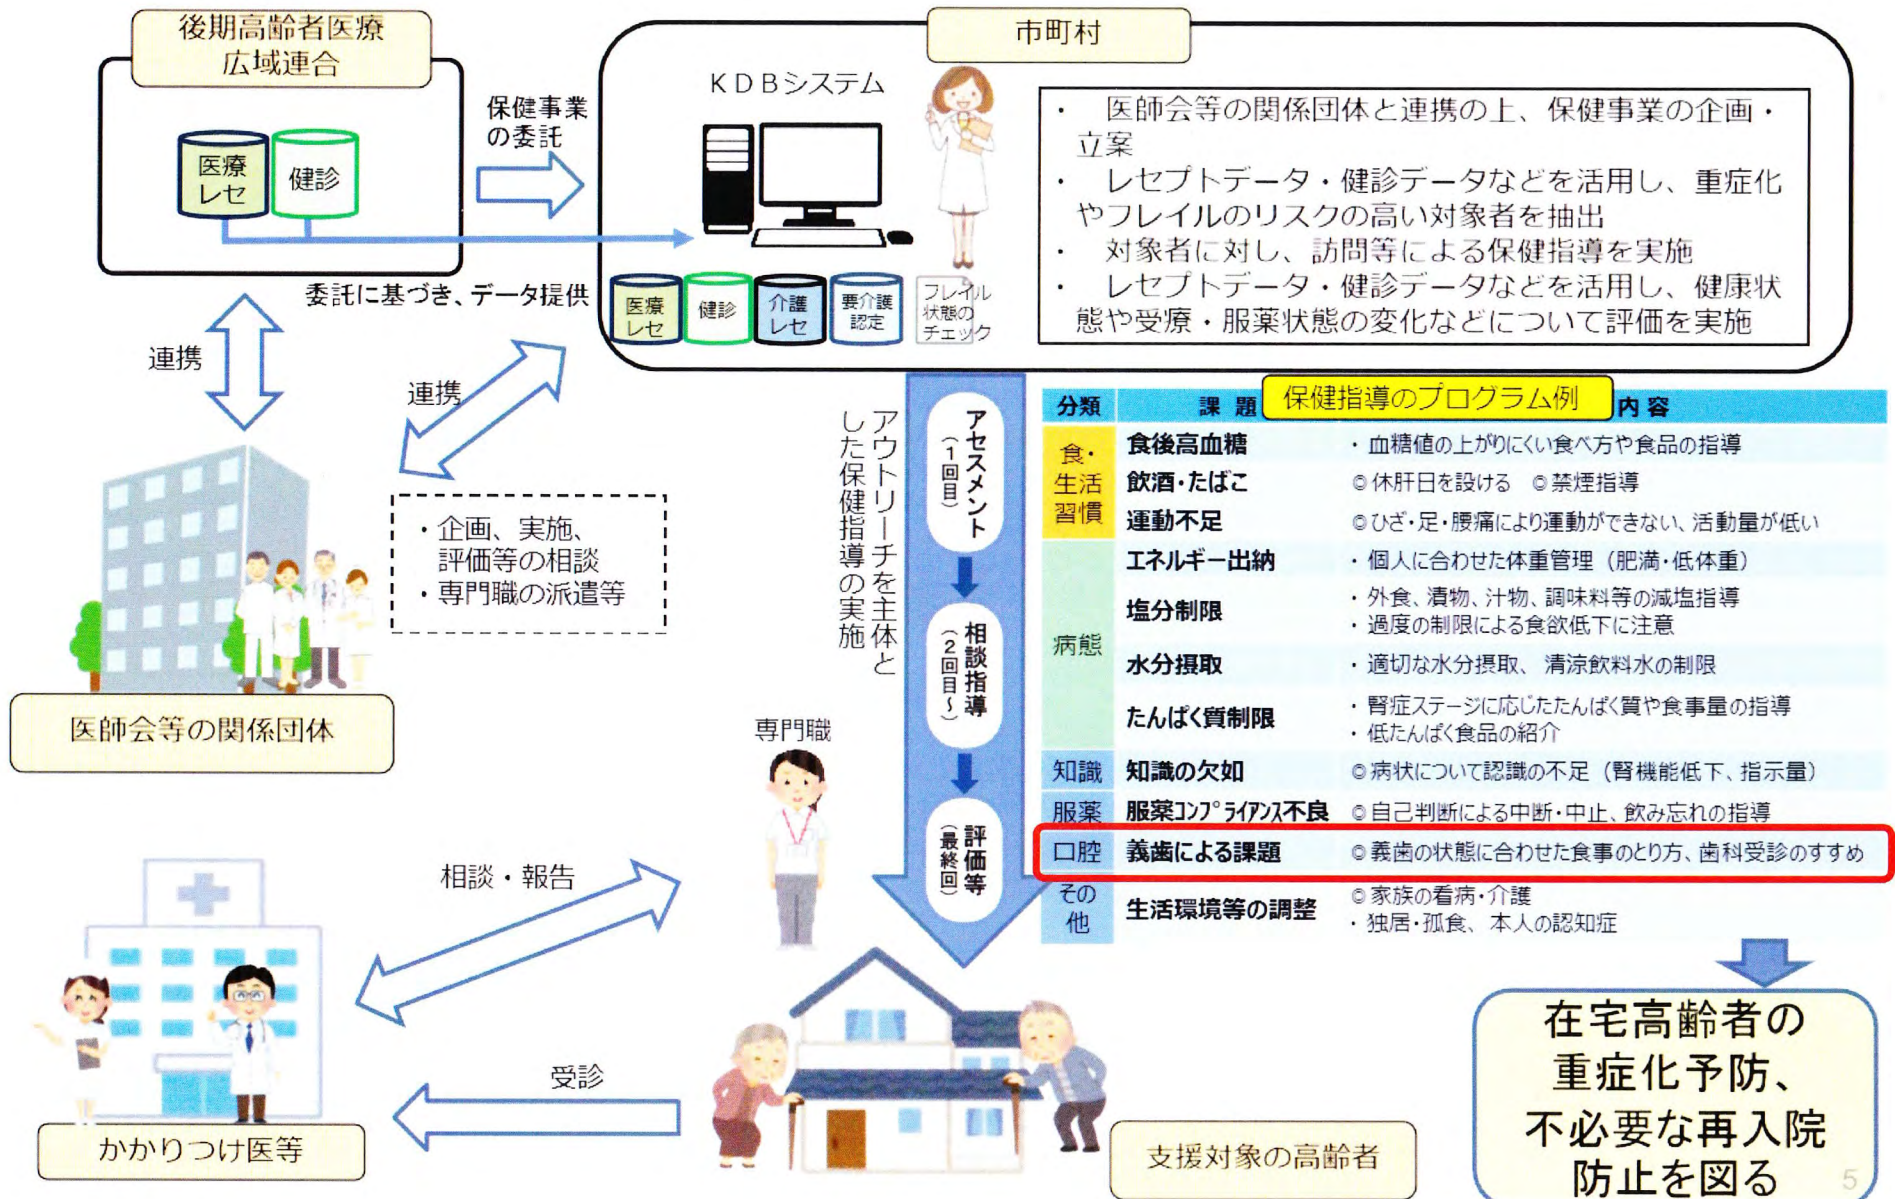 後期高齢者医療
広域連合
医療
レセ
健診
保健事業
の委託
委託に基づき、データ提供
市町村
KDBシステム
医療
レセ
健診
介護
レセ
要介護
認定
フレイル
状態の
チェック
・　医師会等の関係団体と連携の上、保健事業の企画・
立案
・　レセプトデータ・健診データなどを活用し、重症化
やフレイルのリスクの高い対象者を抽出
・　対象者に対し、訪問等による保健指導を実施
・　レセプトデータ・健診データなどを活用し、健康状
態や受療・服薬状態の変化などについて評価を実施
連携
連携
・企画、実施、
評価等の相談
・専門職の派遣等
医師会等の関係団体
アウトリーチを主体と
した保健指導の実施
アセスメント
(1回目)
相談指導
(2回目~)
評価等
(最終回)
保健指導のプログラム例
分類 課題 内容
食・
生活
習慣
食後高血糖 ・血糖値の上がりにくい食べ方や食品の指導
飲酒・たばこ ◎休肝日を設ける ◎禁煙指導
運動不足 ◎ひざ・足・腰痛により運動ができない、活動量が低い
病態
エネルギー出納 ・個人に合わせた体重管理（肥満・低体重）
塩分制限 ・外食、漬物、汁物、調味料等の減塩指導
・過度の制限による食欲低下に注意
水分摂取 ・適切な水分摂取、清涼飲料水の制限
たんぱく質制限 ・腎症ステージに応じたたんぱく質や食事量の指導
・低たんぱく食品の紹介
知識 知識の欠如 ◎病状について認識の不足（腎機能低下、指示量）
服薬 服薬コンプライアンス不良 ◎自己判断による中断・中止、飲み忘れの指導
口腔 義歯による課題 ◎義歯の状態に合わせた食事のとり方、歯科受診のすすめ
その
他
生活環境等の調整 ◎家族の看病・介護
・独居・孤食、本人の認知症
専門職
相談・報告
受診
かかりつけ医等
支援対象の高齢者
在宅高齢者の
重症化予防、
不必要な再入院
防止を図る
5